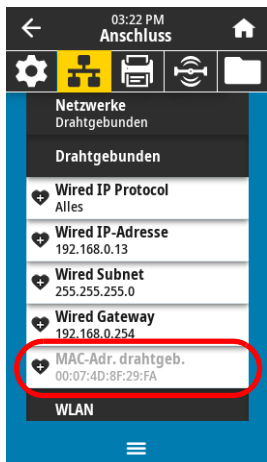 03:22 PM
Anschluss
Netzwerke
Drahtgebunden
Drahtgebunden
Wired IP Protocol
Alles
Wired IP-Adresse
192.168.0.13
Wired Subnet
255.255.255.0
Wired Gateway
192.168.0.254
MAC-Adr. drahtgeb.
00:07:4D:8F:29:FA
WLAN